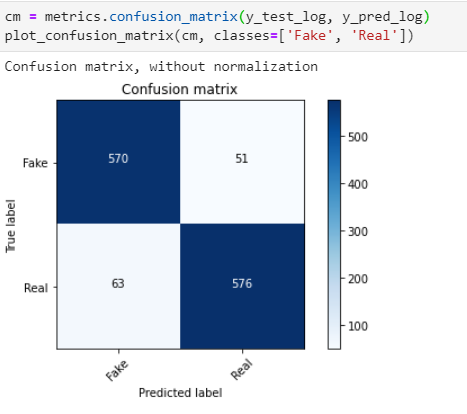 cm = metrics.confusion_matrix(y_test_log, y_pred_log)
plot_confusion_matrix(cm, classes=['Fake', 'Real'])
Confusion matrix, without normalization
Confusion matrix
Fake
570
51
Real
63
576
True label
Fake
Real
Predicted label
500
400
300
200
100